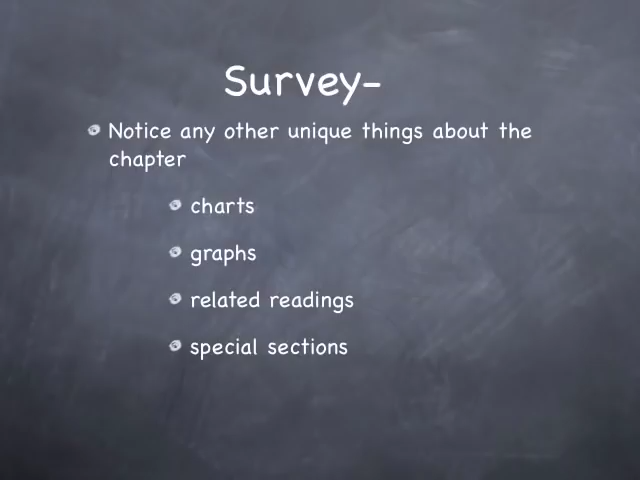 Survey-
Notice any other unique things about the
chapter
charts
graphs
related readings
special sections